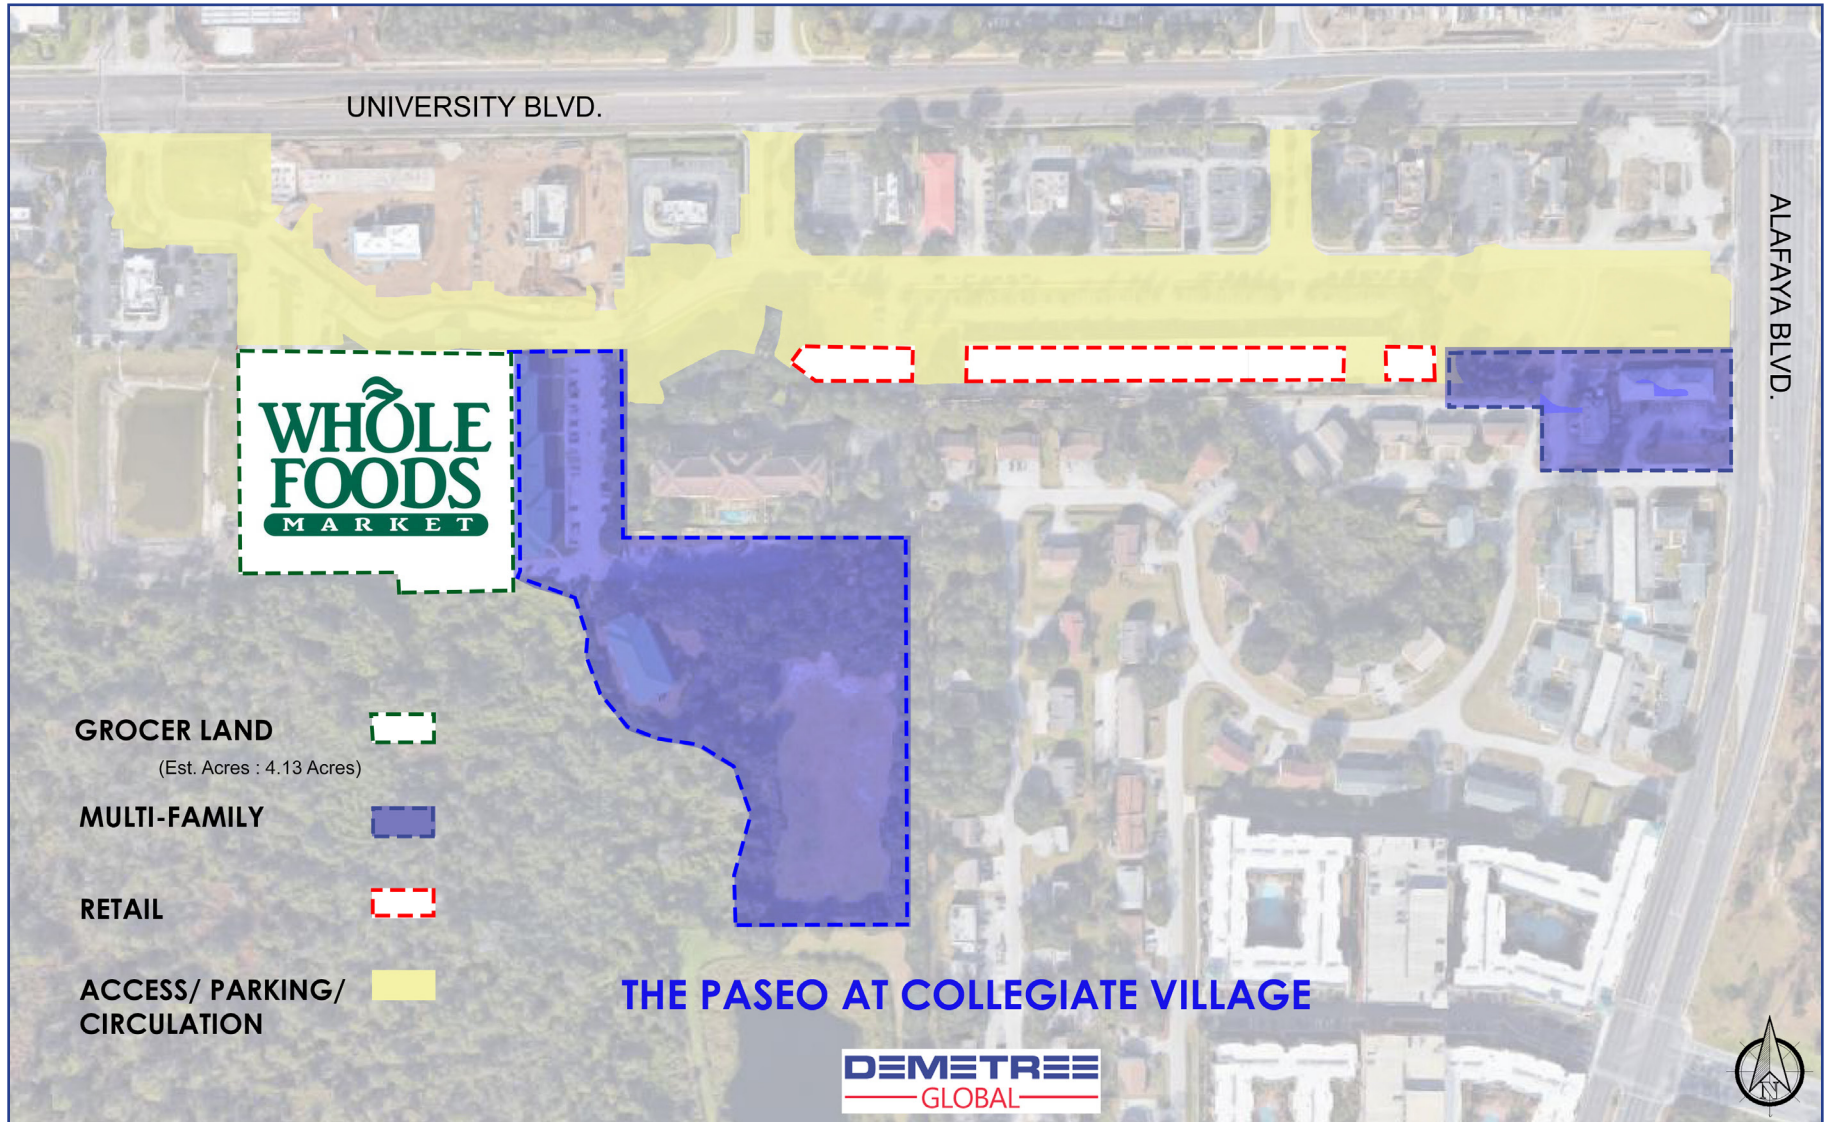 UNIVERSITY BLVD.
ALAFAYA BLVD.
WHOLE
FOODS
MARKET
GROCER LAND
(Est. Acres : 4.13 Acres)
MULTI-FAMILY
RETAIL
ACCESS/ PARKING/
CIRCULATION
THE PASEO AT COLLEGIATE VILLAGE
DEMETREE
GLOBAL
N